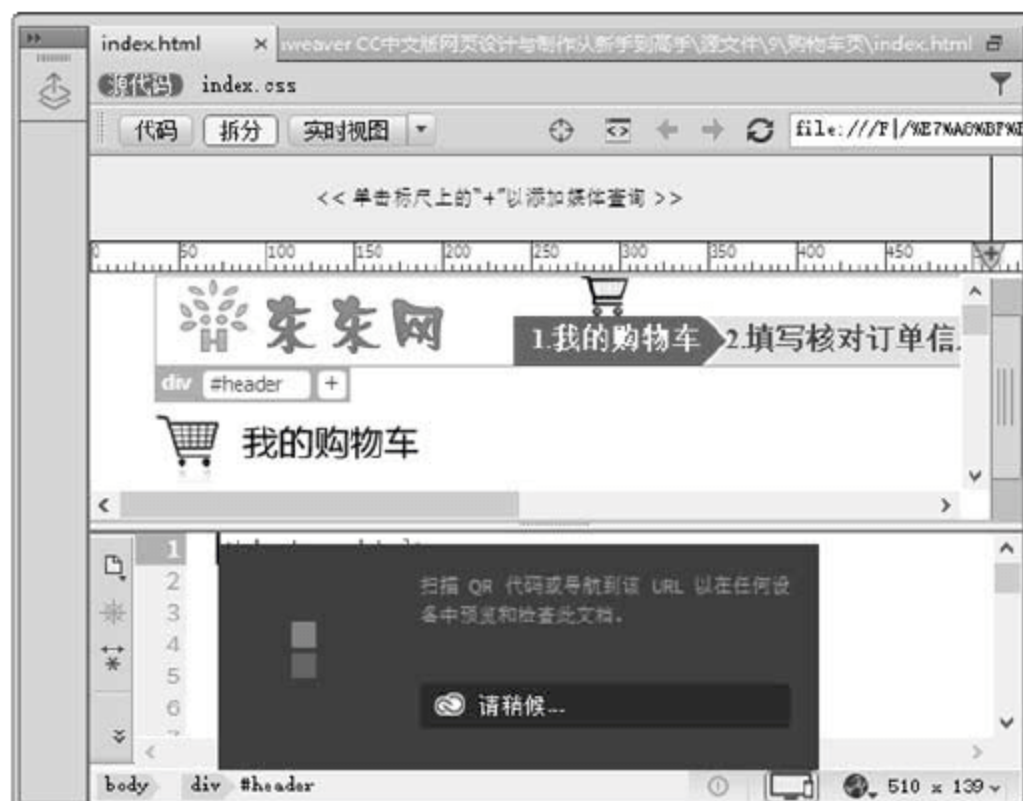 index.html × weaver CC中文版网页设计与制作从新手到高手\源文件\9\购物车页\index.html
源代码 index.css
代码 拆分 实时视图 file:///F|/%E7%A8%BF%E
<< 单击标尺上的"+"以添加媒体查询 >>
0 50 100 150 200 250 300 350 400 450
东东网
H
1.我的购物车 2.填写核对订单信
div #header +
我的购物车
1
2
3
4
5
6
扫描 QR 代码或导航到该 URL 以在任何设
备中预览和检查此文档。
请稍候...
body div #header 510 x 139